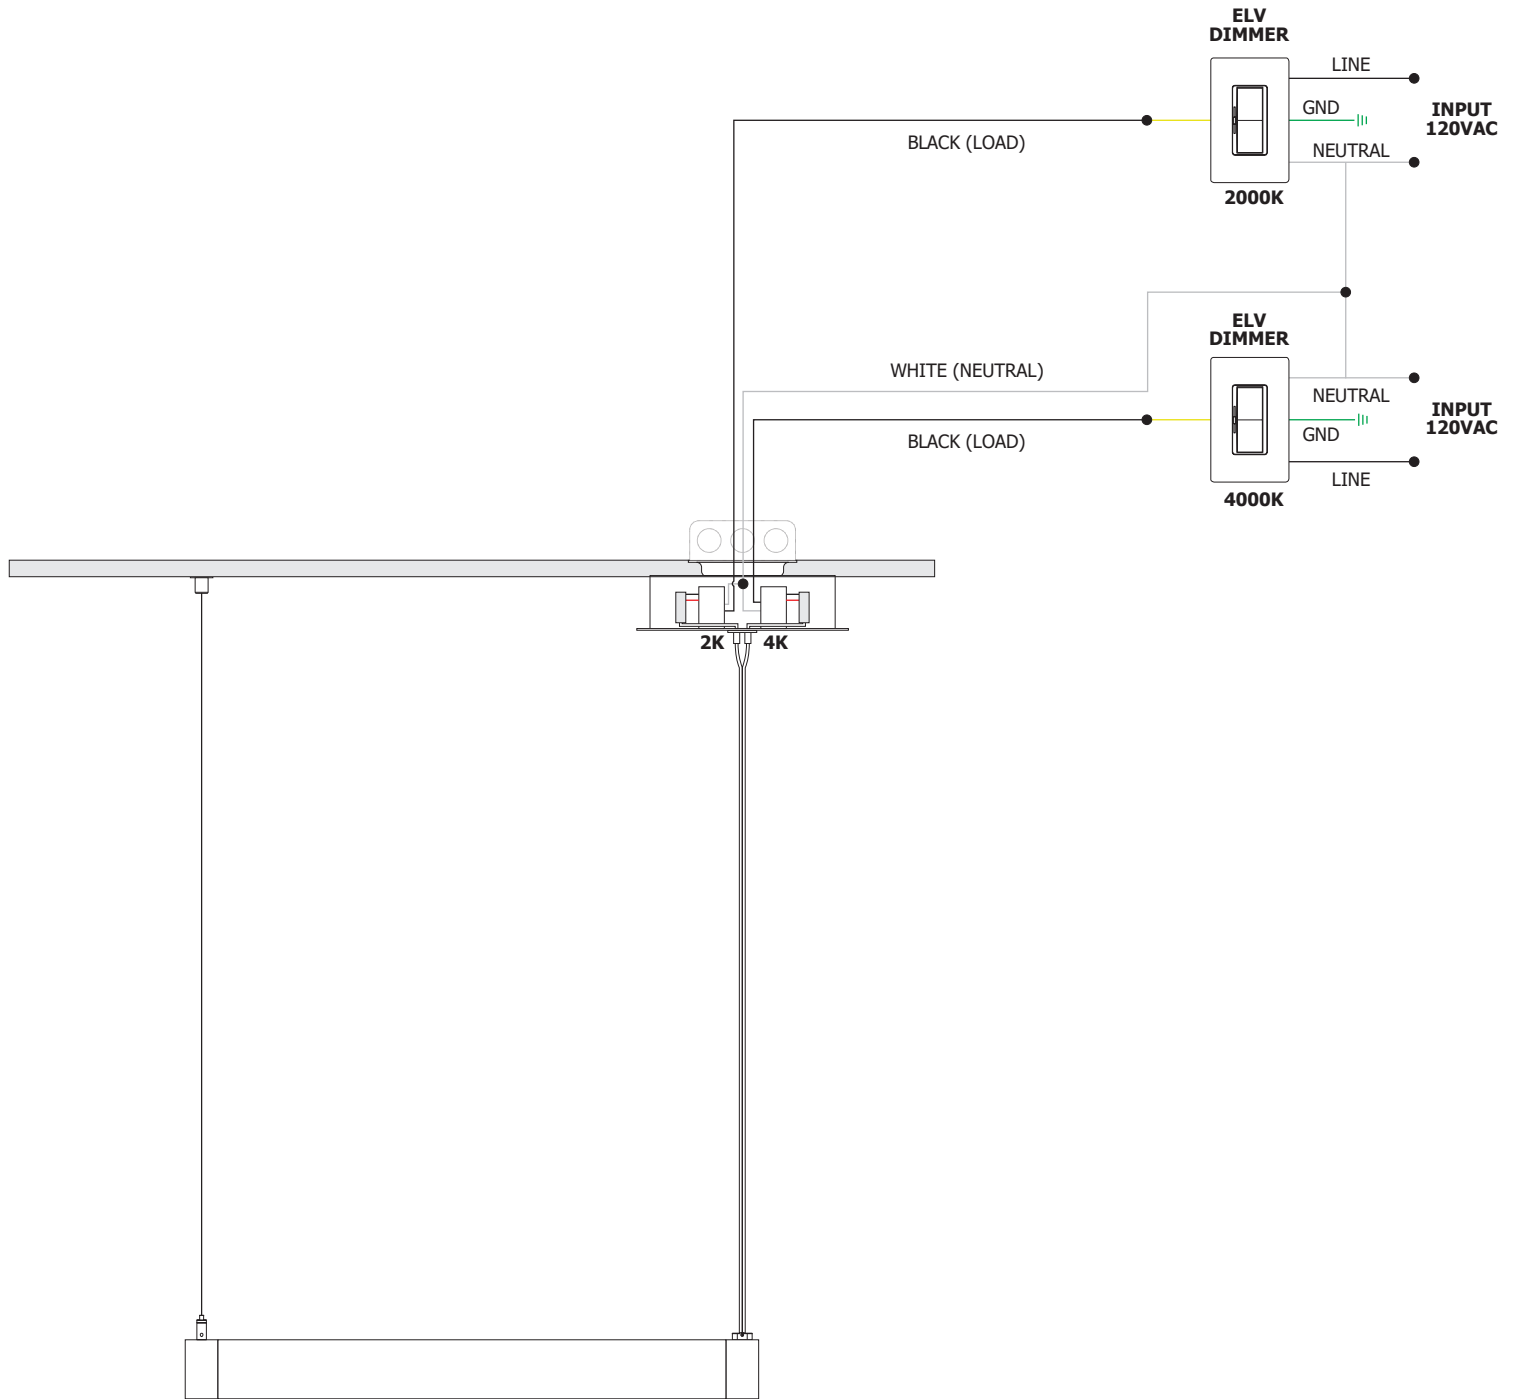 ELV
DIMMER
LINE
GND
INPUT
120VAC
BLACK (LOAD)
NEUTRAL
2000K
ELV
DIMMER
WHITE (NEUTRAL)
NEUTRAL
INPUT
120VAC
BLACK (LOAD)
GND
LINE
4000K
2K
4K